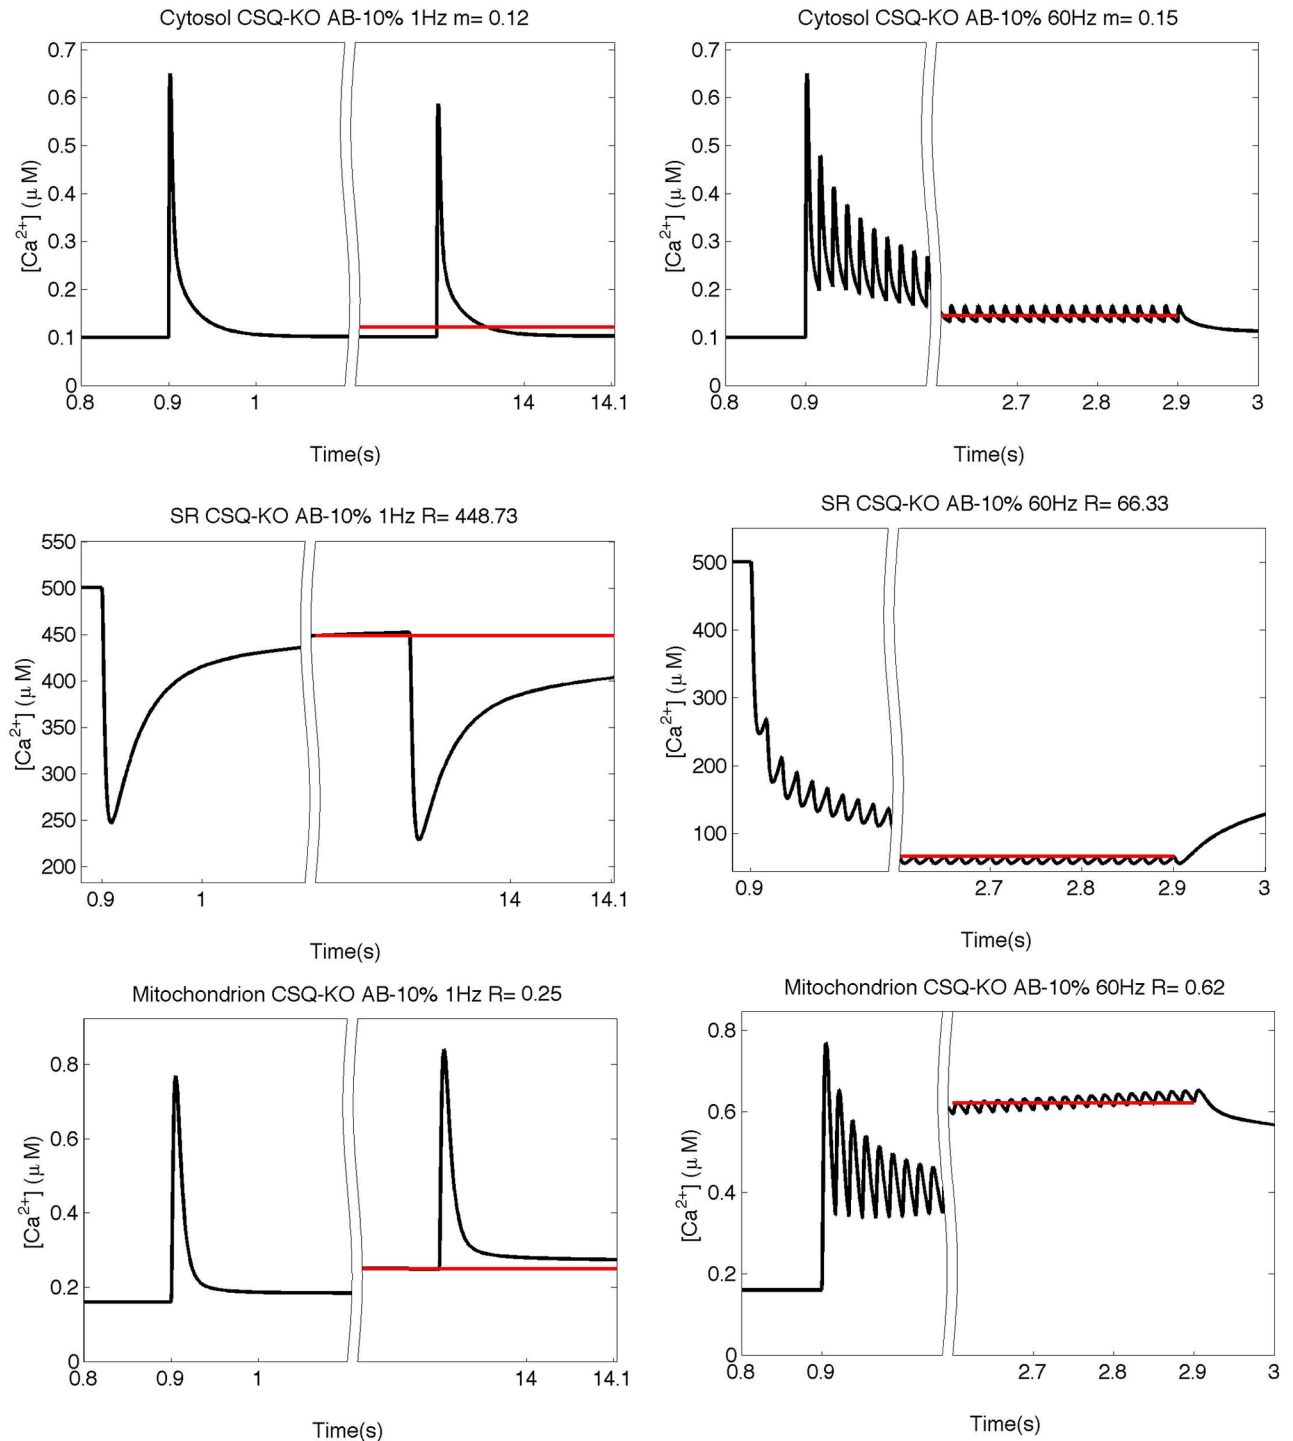 Cytosol CSQ-KO AB-10% 1Hz m= 0.12
0.7
0.6
0.5
0.4
0.3
0.2
0.1
0
[Ca2+] (μ M)
0.8 0.9 1 14 14.1
Time(s)
Cytosol CSQ-KO AB-10% 60Hz m= 0.15
0.7
0.6
0.5
0.4
0.3
0.2
0.1
0
[Ca2+] (μ M)
0.8 0.9 2.7 2.8 2.9 3
Time(s)
SR CSQ-KO AB-10% 1Hz R= 448.73
550
500
450
400
350
300
250
200
[Ca2+] (μ M)
0.9 1 14 14.1
Time(s)
SR CSQ-KO AB-10% 60Hz R= 66.33
500
400
300
200
100
[Ca2+] (μ M)
0.9 2.7 2.8 2.9 3
Time(s)
Mitochondrion CSQ-KO AB-10% 1Hz R= 0.25
0.8
0.6
0.4
0.2
0
[Ca2+] (μ M)
0.8 0.9 1 14 14.1
Time(s)
Mitochondrion CSQ-KO AB-10% 60Hz R= 0.62
0.8
0.6
0.4
0.2
0
[Ca2+] (μ M)
0.8 0.9 2.7 2.8 2.9 3
Time(s)